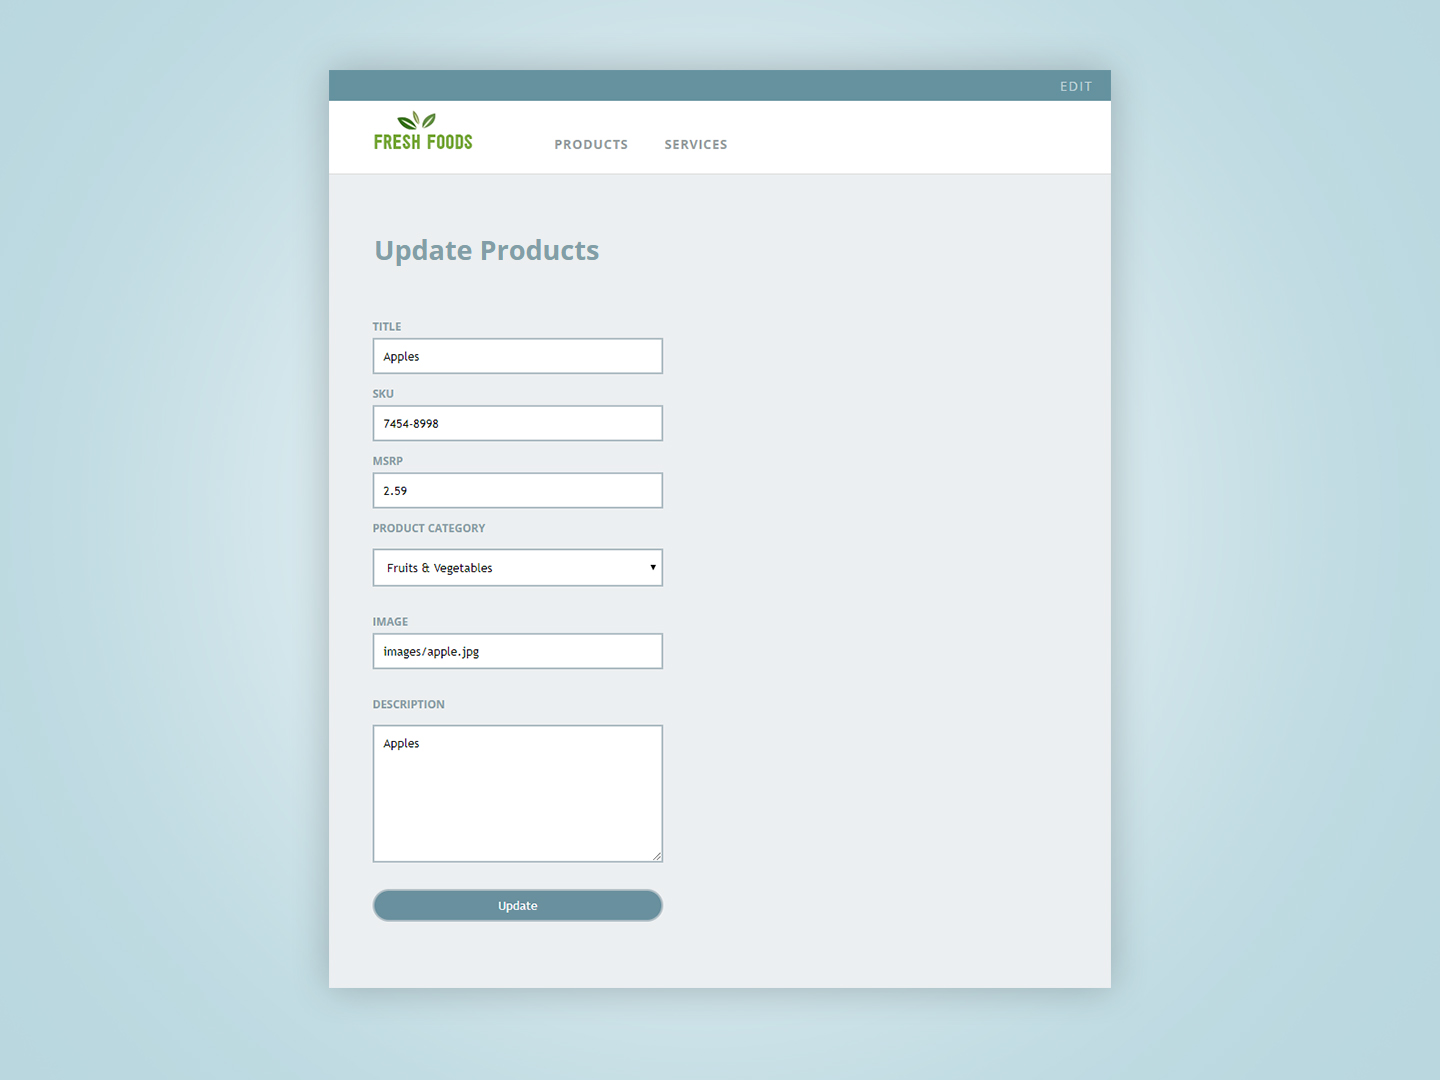 EDIT
FRESH FOODS
PRODUCTS SERVICES
Update Products
TITLE
Apples
SKU
7454-8998
MSRP
2.59
PRODUCT CATEGORY
Fruits & Vegetables
IMAGE
images/apple.jpg
DESCRIPTION
Apples
Update